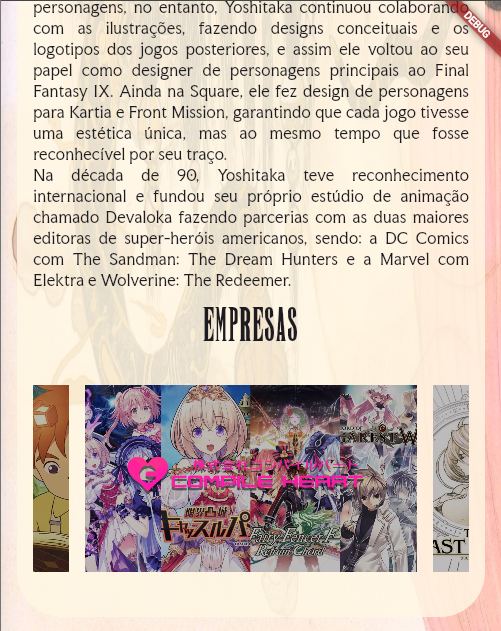 personagens, no entanto, Yoshitaka continuou colaborando
com as ilustrações, fazendo designs conceituais e os
logotipos dos jogos posteriores, e assim ele voltou ao seu
papel como designer de personagens principais ao Final
Fantasy IX. Ainda na Square, ele fez design de personagens
para Kartia e Front Mission, garantindo que cada jogo tivesse
uma estética única, mas ao mesmo tempo que fosse
reconhecível por seu traço.
Na década de 90, Yoshitaka teve reconhecimento
internacional e fundou seu próprio estúdio de animação
chamado Devaloka fazendo parcerias com as duas maiores
editoras de super-heróis americanos, sendo: a DC Comics
com The Sandman: The Dream Hunters e a Marvel com
Elektra e Wolverine: The Redeemer.
DEBUG
EMPRESAS
株式会社コンパイルハート
COMPILE HEART
Fairy Fencer F
Refrain Chord
AST